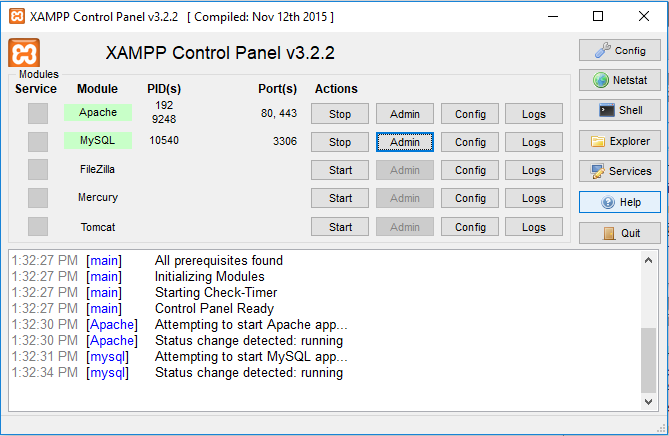 XAMPP Control Panel v3.2.2 [ Compiled: Nov 12th 2015 ]
XAMPP Control Panel v3.2.2
Config
Modules
Service Module PID(s) Port(s) Actions
Netstat
Apache 192 9248 80, 443 Stop Admin Config Logs
Shell
MySQL 10540 3306 Stop Admin Config Logs
Explorer
FileZilla Start Admin Config Logs
Services
Mercury Start Admin Config Logs
Help
Tomcat Start Admin Config Logs
Quit
1:32:27 PM [main] All prerequisites found
1:32:27 PM [main] Initializing Modules
1:32:27 PM [main] Starting Check-Timer
1:32:27 PM [main] Control Panel Ready
1:32:30 PM [Apache] Attempting to start Apache app...
1:32:30 PM [Apache] Status change detected: running
1:32:31 PM [mysql] Attempting to start MySQL app...
1:32:34 PM [mysql] Status change detected: running